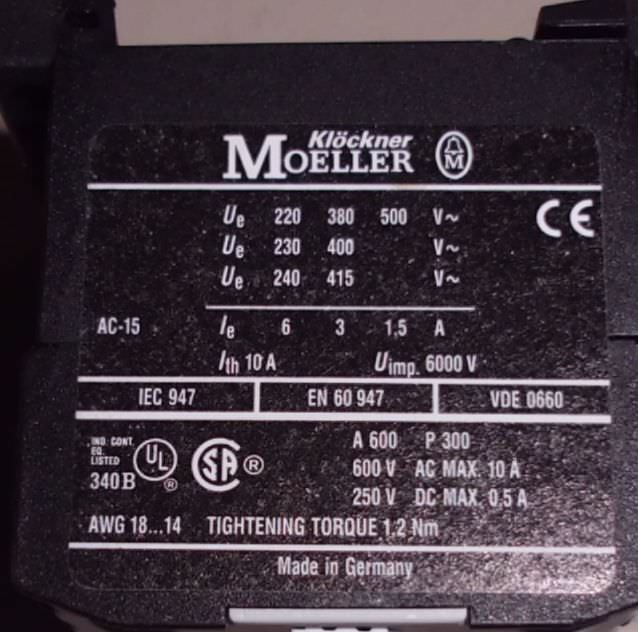 Klöckner
MOELLER M
Ue 220 380 500 V~ CE
Ue 230 400 V~
Ue 240 415 V~
AC-15 Ie 6 3 1,5 A
Ith 10 A Uimp. 6000 V
IEC 947 EN 60 947 VDE 0660
IND. CONT.
EQ.
LISTED
340B UL ® SA ®
A 600 P 300
600 V AC MAX. 10 A
250 V DC MAX. 0.5 A
AWG 18...14 TIGHTENING TORQUE 1.2 Nm
Made in Germany